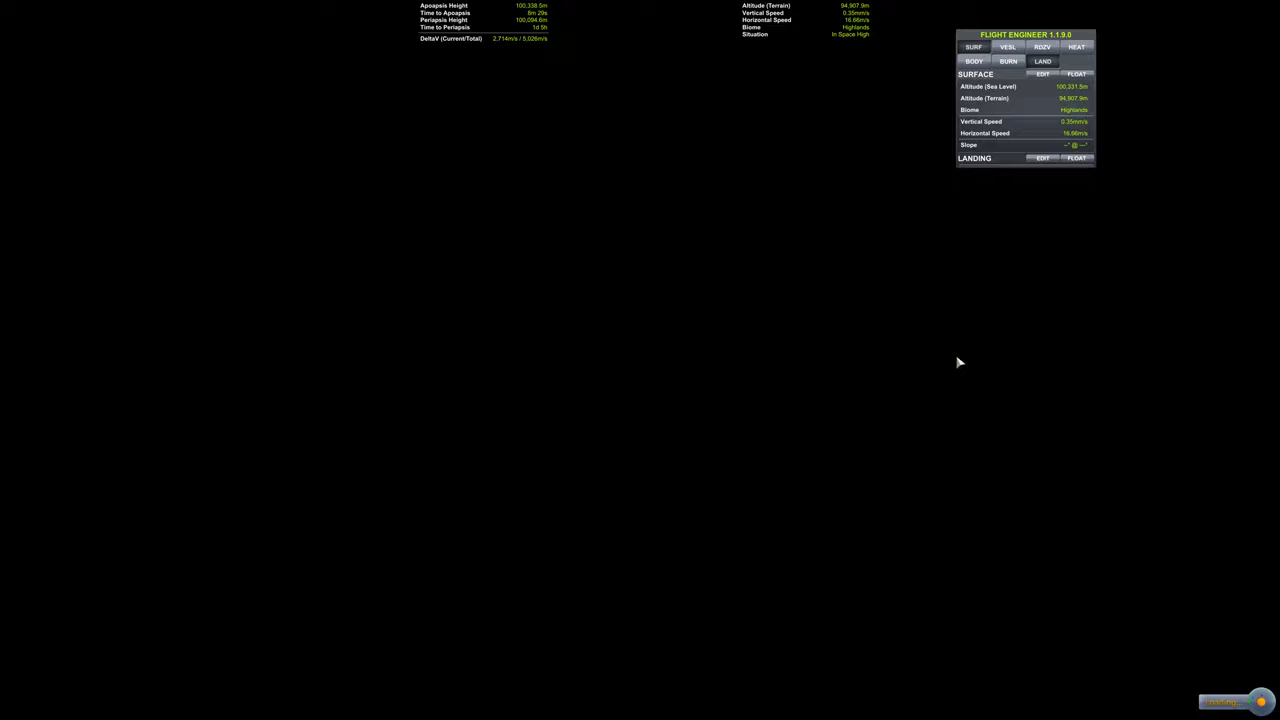 Apoapsis Height 100,338.5m
Time to Apoapsis 8m 29s
Periapsis Height 100,094.6m
Time to Periapsis 1d 5h
DeltaV (Current/Total) 2,714m/s / 5,026m/s
Altitude (Terrain) 94,907.9m
Vertical Speed 0.35mm/s
Horizontal Speed 16.66m/s
Biome Highlands
Situation In Space High
FLIGHT ENGINEER 1.1.9.0
SURF VESL RDZV HEAT
BODY BURN LAND
SURFACE EDIT FLOAT
Altitude (Sea Level) 100,331.5m
Altitude (Terrain) 94,907.9m
Biome Highlands
Vertical Speed 0.35mm/s
Horizontal Speed 16.66m/s
Slope --° @ ---°
LANDING EDIT FLOAT
Loading...